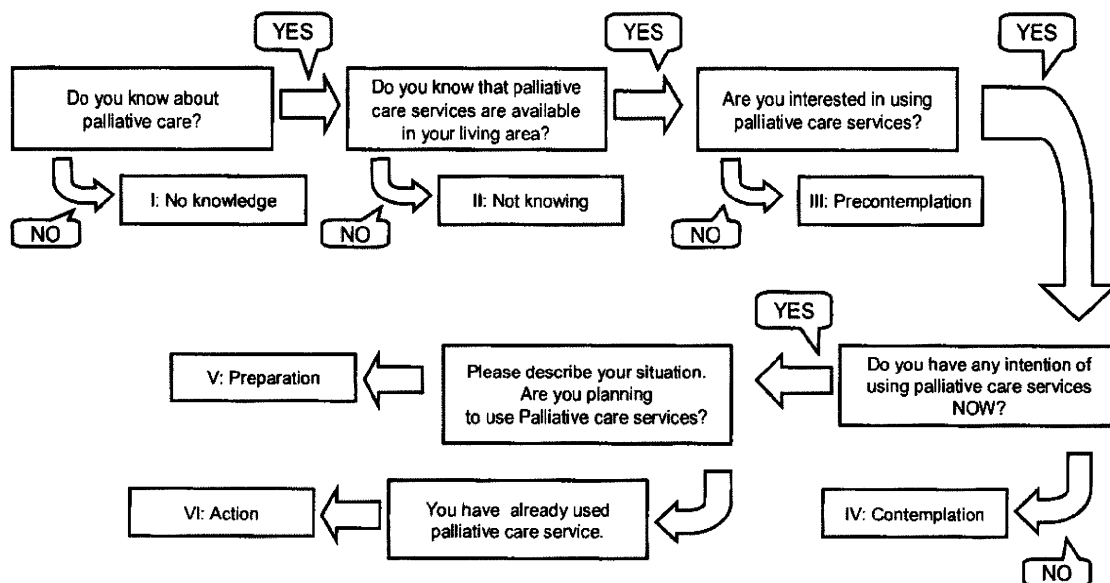 YES
YES
YES
Do you know about
palliative care?
Do you know that palliative
care services are available
in your living area?
Are you interested in using
palliative care services?
I: No knowledge
II: Not knowing
III: Precontemplation
NO
NO
NO
YES
V: Preparation
Please describe your situation.
Are you planning
to use Palliative care services?
Do you have any intention of
using palliative care services
NOW?
VI: Action
You have already used
palliative care service.
IV: Contemplation
NO